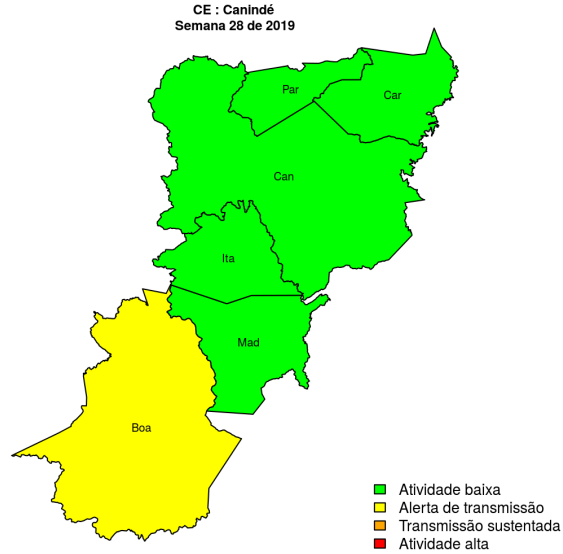 CE : Canindé
Semana 28 de 2019
Par
Car
Can
Ita
Mad
Boa
Atividade baixa
Alerta de transmissão
Transmissão sustentada
Atividade alta